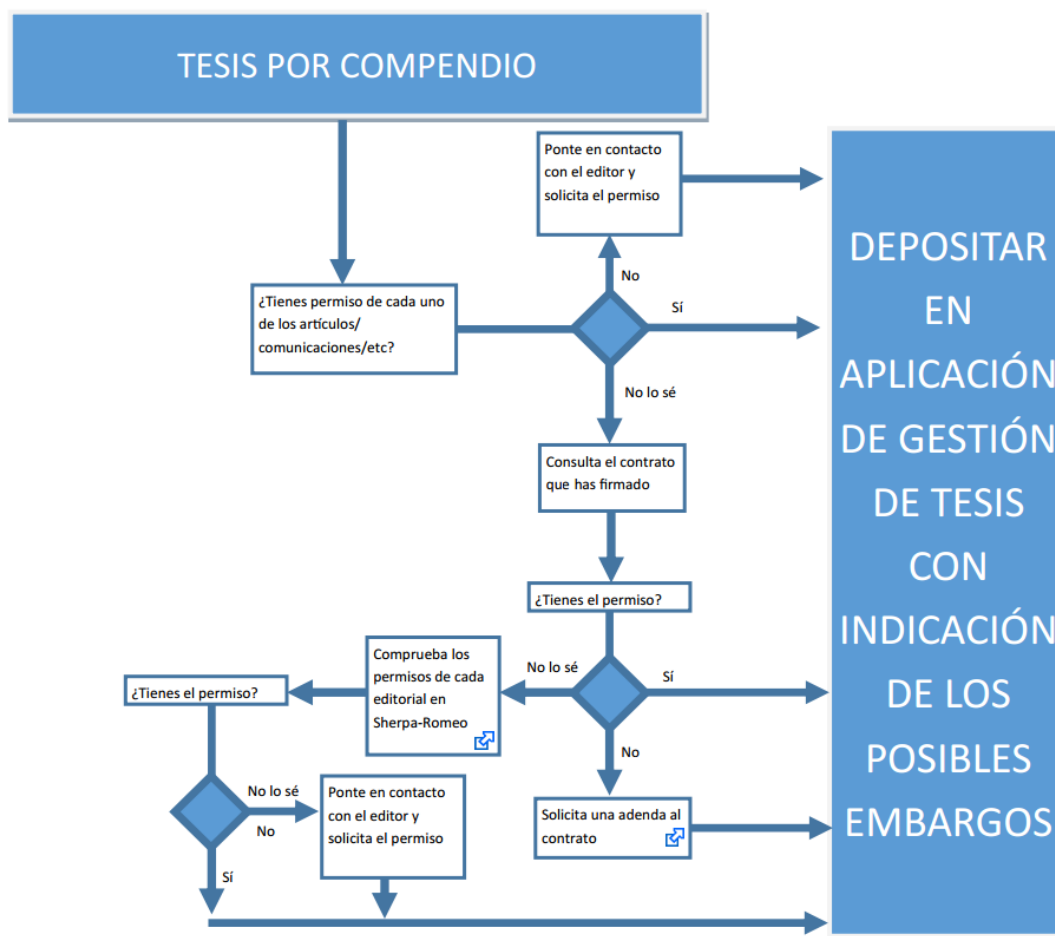 TESIS POR COMPENDIO
Ponte en contacto
con el editor y
solicita el permiso
No
¿Tienes permiso de cada uno
de los artículos/
comunicaciones/etc?
Sí
No lo sé
Consulta el contrato
que has firmado
¿Tienes el permiso?
No lo sé
Sí
No
Comprueba los
permisos de cada
editorial en
Sherpa-Romeo
¿Tienes el permiso?
No lo sé
No
Sí
Ponte en contacto
con el editor y
solicita el permiso
Solicita una adenda al
contrato
DEPOSITAR
EN
APLICACIÓN
DE GESTIÓN
DE TESIS
CON
INDICACIÓN
DE LOS
POSIBLES
EMBARGOS